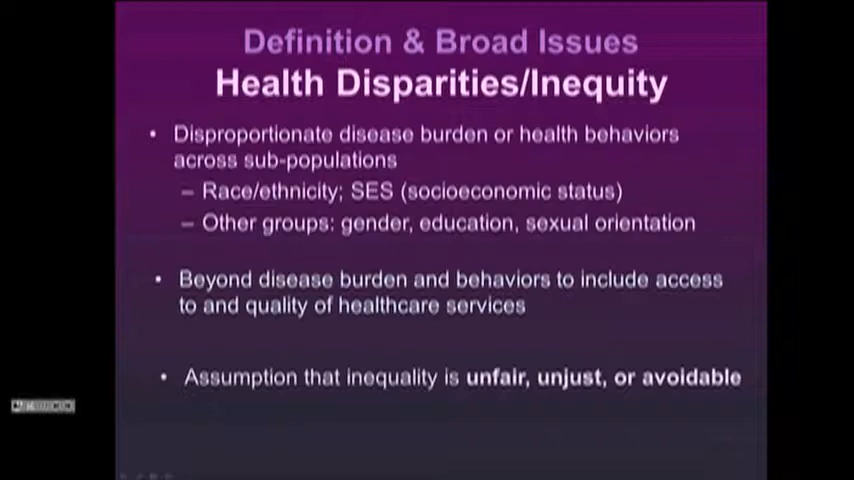 Definition & Broad Issues
Health Disparities/Inequity
• Disproportionate disease burden or health behaviors
across sub-populations
– Race/ethnicity; SES (socioeconomic status)
– Other groups: gender, education, sexual orientation
• Beyond disease burden and behaviors to include access
to and quality of healthcare services
• Assumption that inequality is unfair, unjust, or avoidable